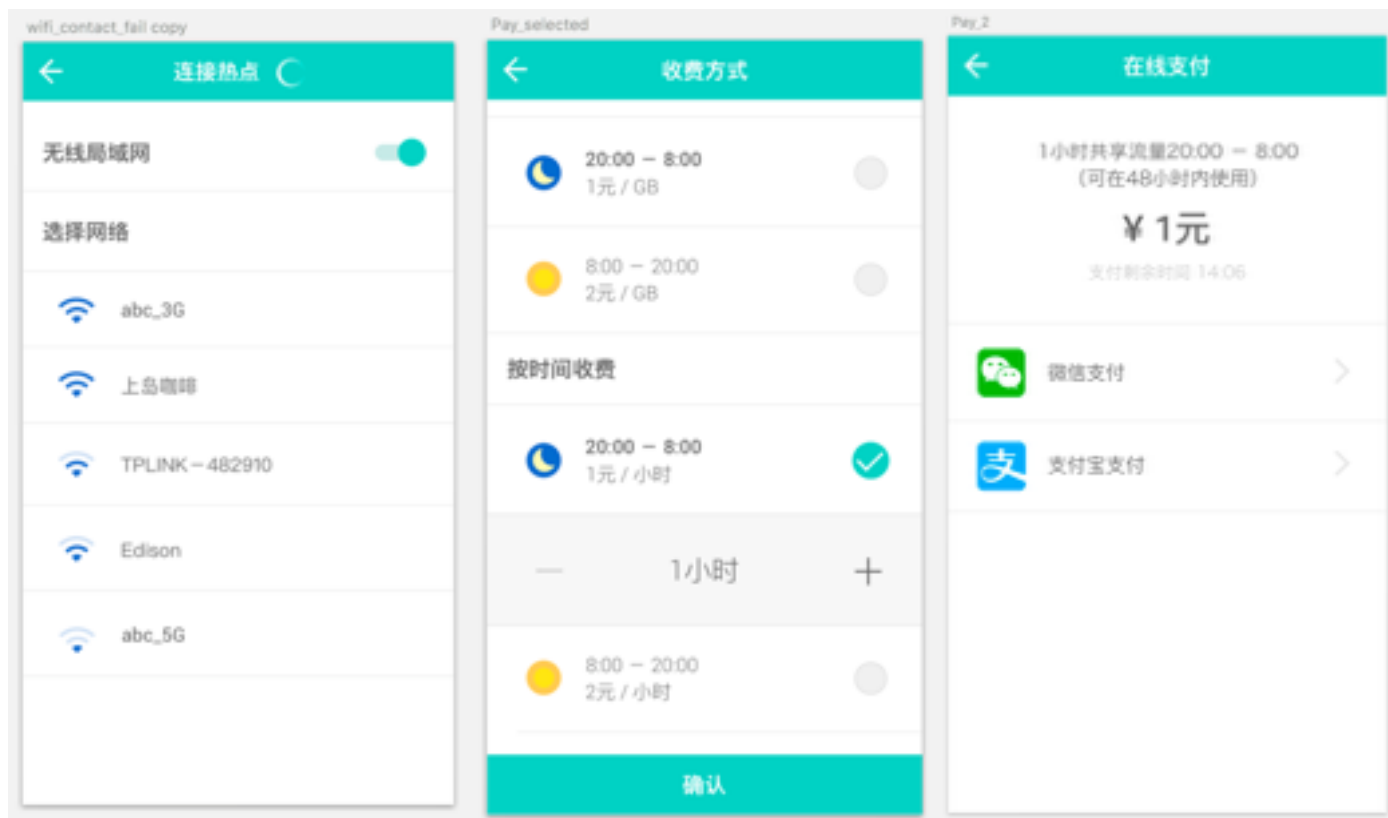 wifi_contact_fail copy
连接热点
无线局域网
选择网络
abc_3G
上岛咖啡
TPLINK－482910
Edison
abc_5G
Pay_selected
收费方式
20:00 － 8:00
1元 / GB
8:00 － 20:00
2元 / GB
按时间收费
20:00 － 8:00
1元 / 小时
1小时
8:00 － 20:00
2元 / 小时
确认
Pay_2
在线支付
1小时共享流量20:00 － 8:00
(可在48小时内使用)
¥ 1元
支付剩余时间 14:06
微信支付
支
支付宝支付